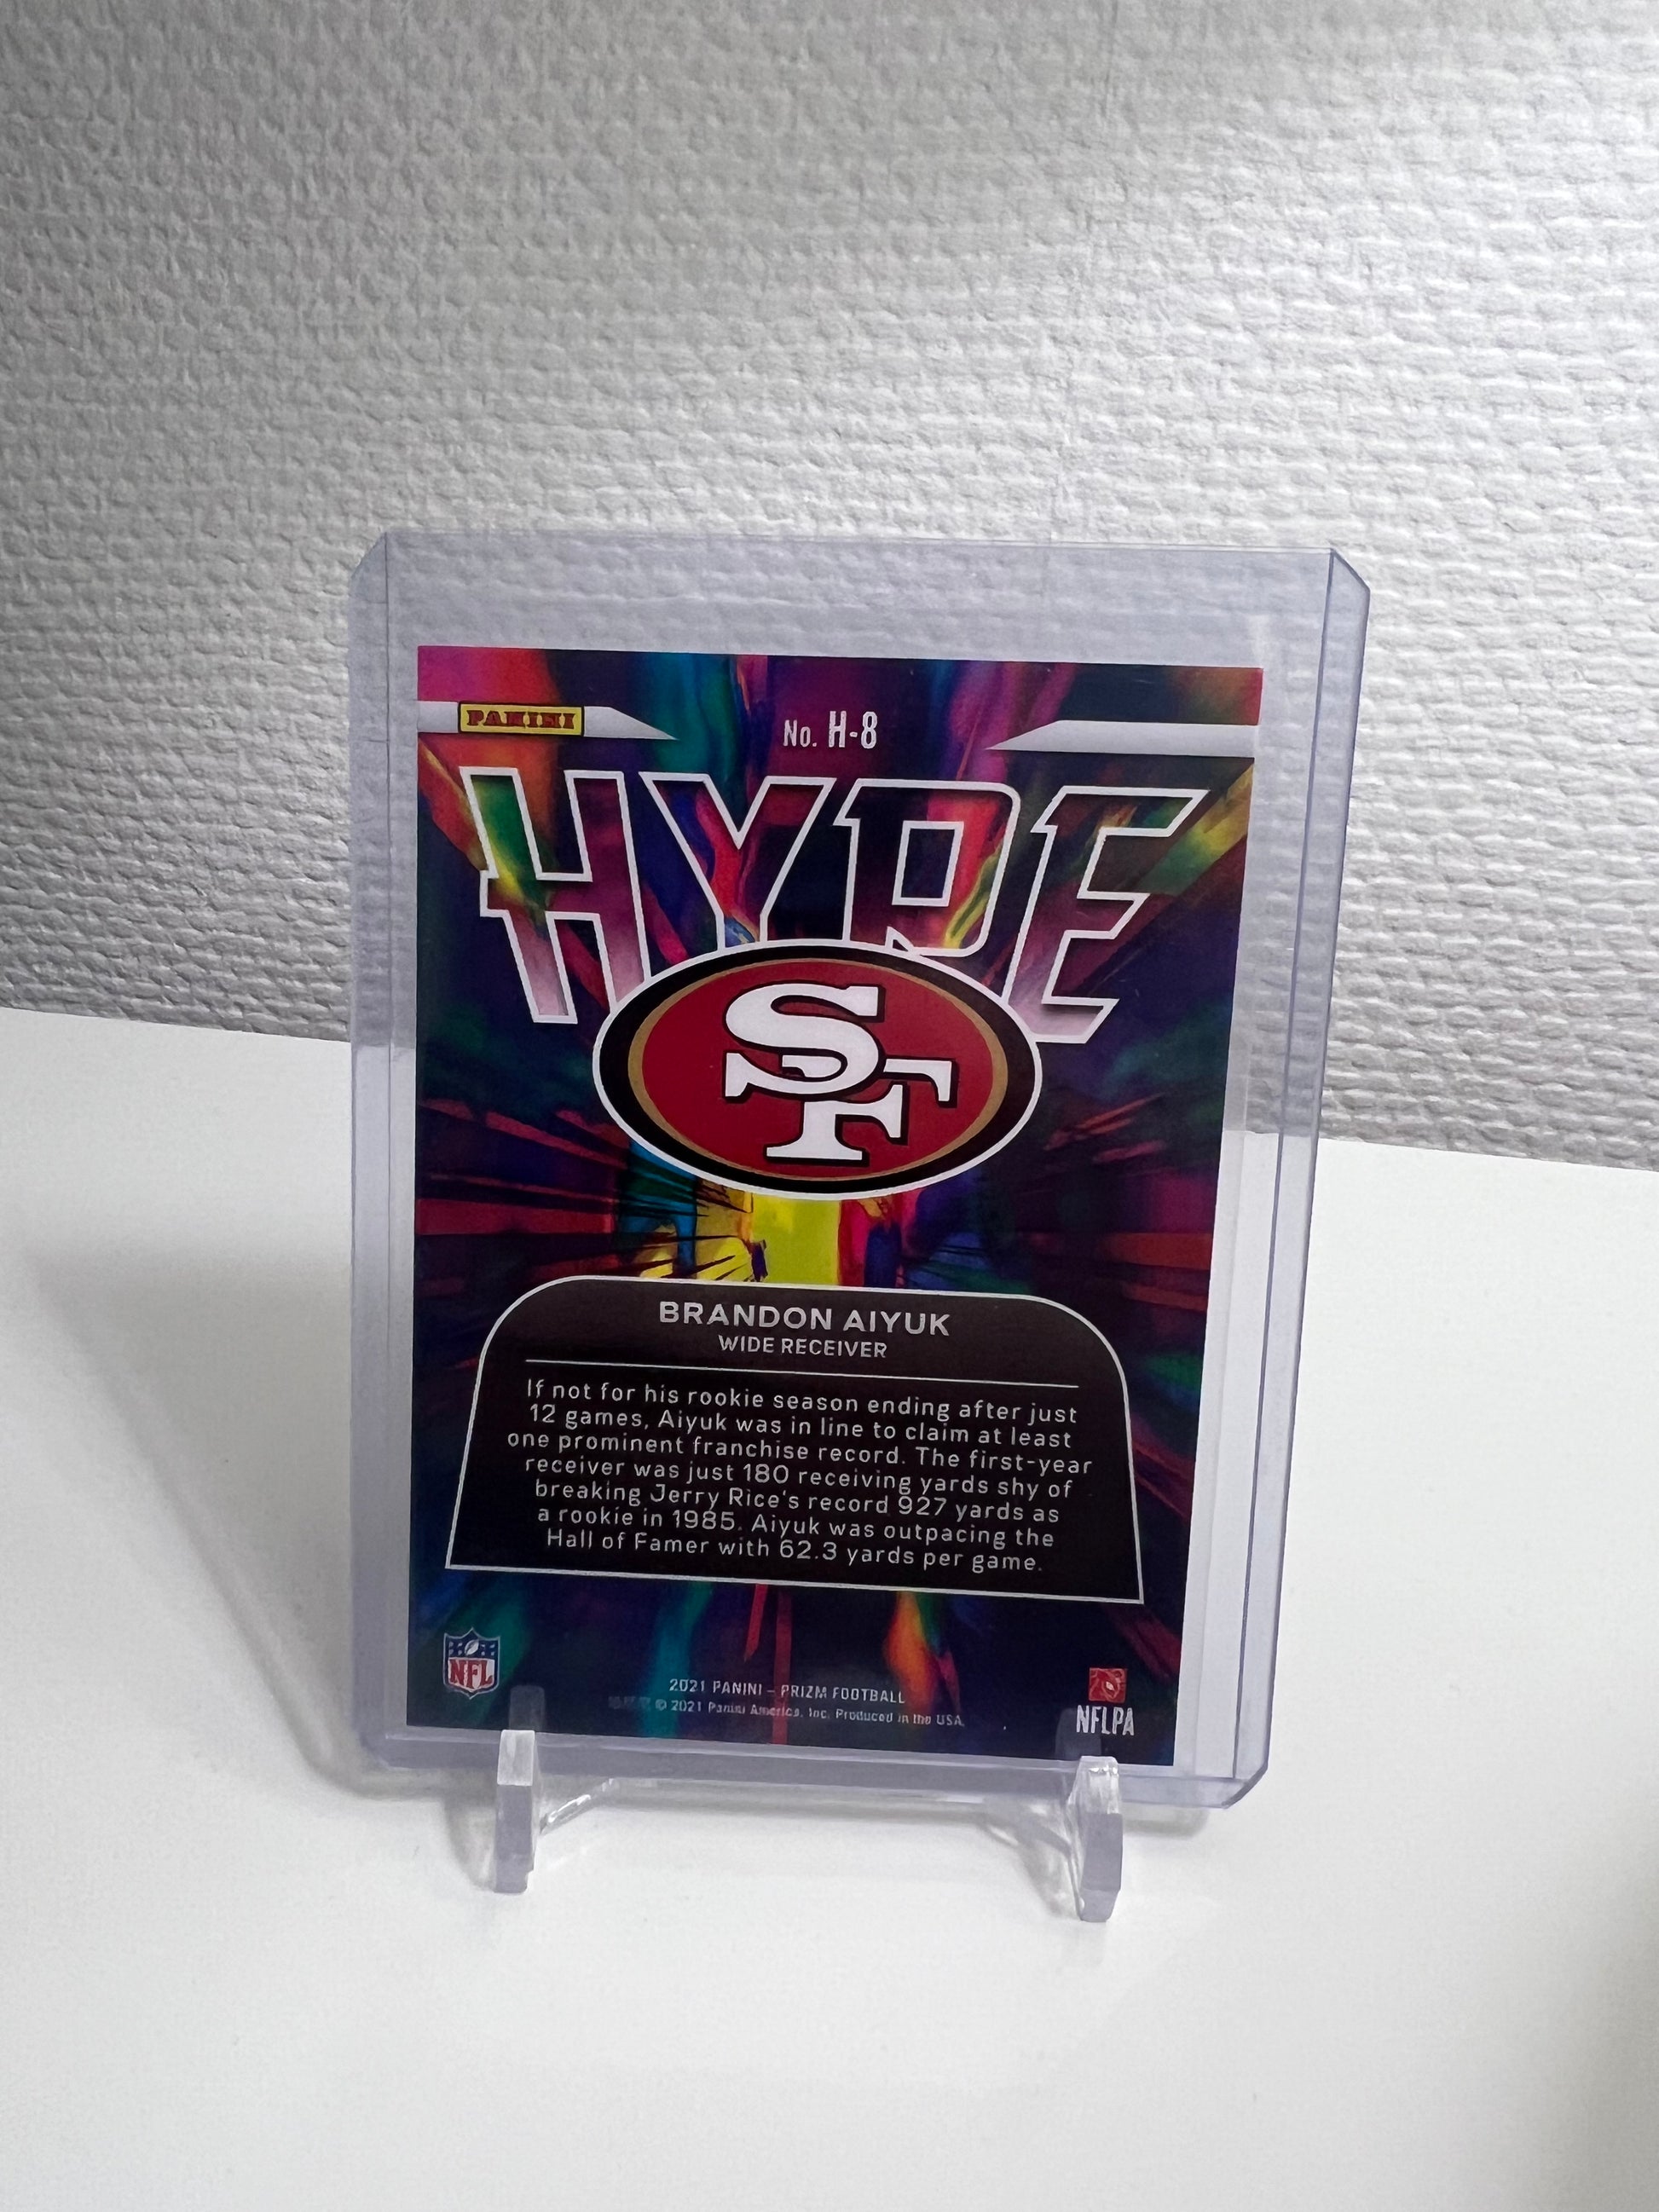 PANINI
No. H-8
HYPE
SF
BRANDON AIYUK
WIDE RECEIVER
If not for his rookie season ending after just
12 games, Aiyuk was in line to claim at least
one prominent franchise record. The first-year
receiver was just 180 receiving yards shy of
breaking Jerry Rice's record 927 yards as
a rookie in 1985. Aiyuk was outpacing the
Hall of Famer with 62.3 yards per game.
NFL
2021 PANINI – PRIZM FOOTBALL
© 2021 Panini America, Inc. Produced in the USA.
NFLPA